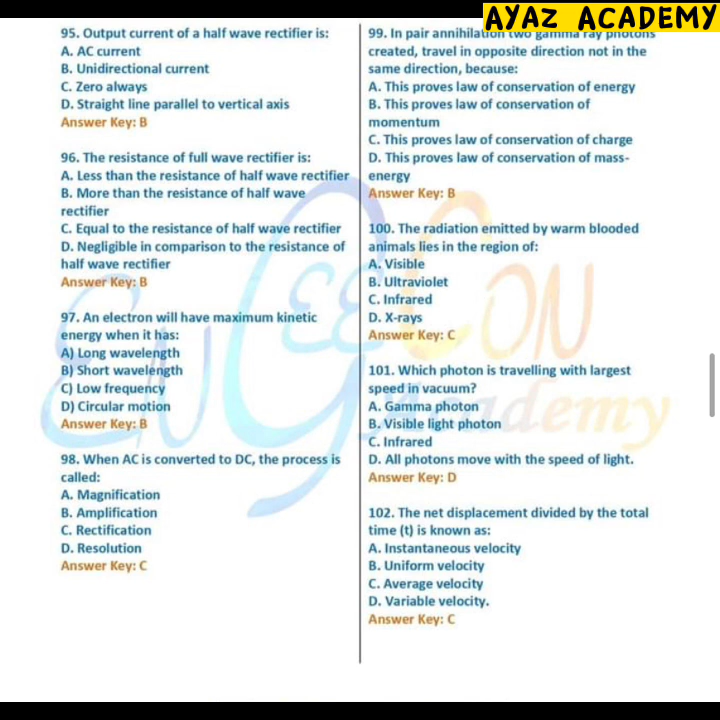 AYAZ ACADEMY
95. Output current of a half wave rectifier is:
A. AC current
B. Unidirectional current
C. Zero always
D. Straight line parallel to vertical axis
Answer Key: B
96. The resistance of full wave rectifier is:
A. Less than the resistance of half wave rectifier
B. More than the resistance of half wave
rectifier
C. Equal to the resistance of half wave rectifier
D. Negligible in comparison to the resistance of
half wave rectifier
Answer Key: B
97. An electron will have maximum kinetic
energy when it has:
A) Long wavelength
B) Short wavelength
C) Low frequency
D) Circular motion
Answer Key: B
98. When AC is converted to DC, the process is
called:
A. Magnification
B. Amplification
C. Rectification
D. Resolution
Answer Key: C
99. In pair annihilation two gamma ray photons
created, travel in opposite direction not in the
same direction, because:
A. This proves law of conservation of energy
B. This proves law of conservation of
momentum
C. This proves law of conservation of charge
D. This proves law of conservation of mass-
energy
Answer Key: B
100. The radiation emitted by warm blooded
animals lies in the region of:
A. Visible
B. Ultraviolet
C. Infrared
D. X-rays
Answer Key: C
101. Which photon is travelling with largest
speed in vacuum?
A. Gamma photon
B. Visible light photon
C. Infrared
D. All photons move with the speed of light.
Answer Key: D
102. The net displacement divided by the total
time (t) is known as:
A. Instantaneous velocity
B. Uniform velocity
C. Average velocity
D. Variable velocity.
Answer Key: C